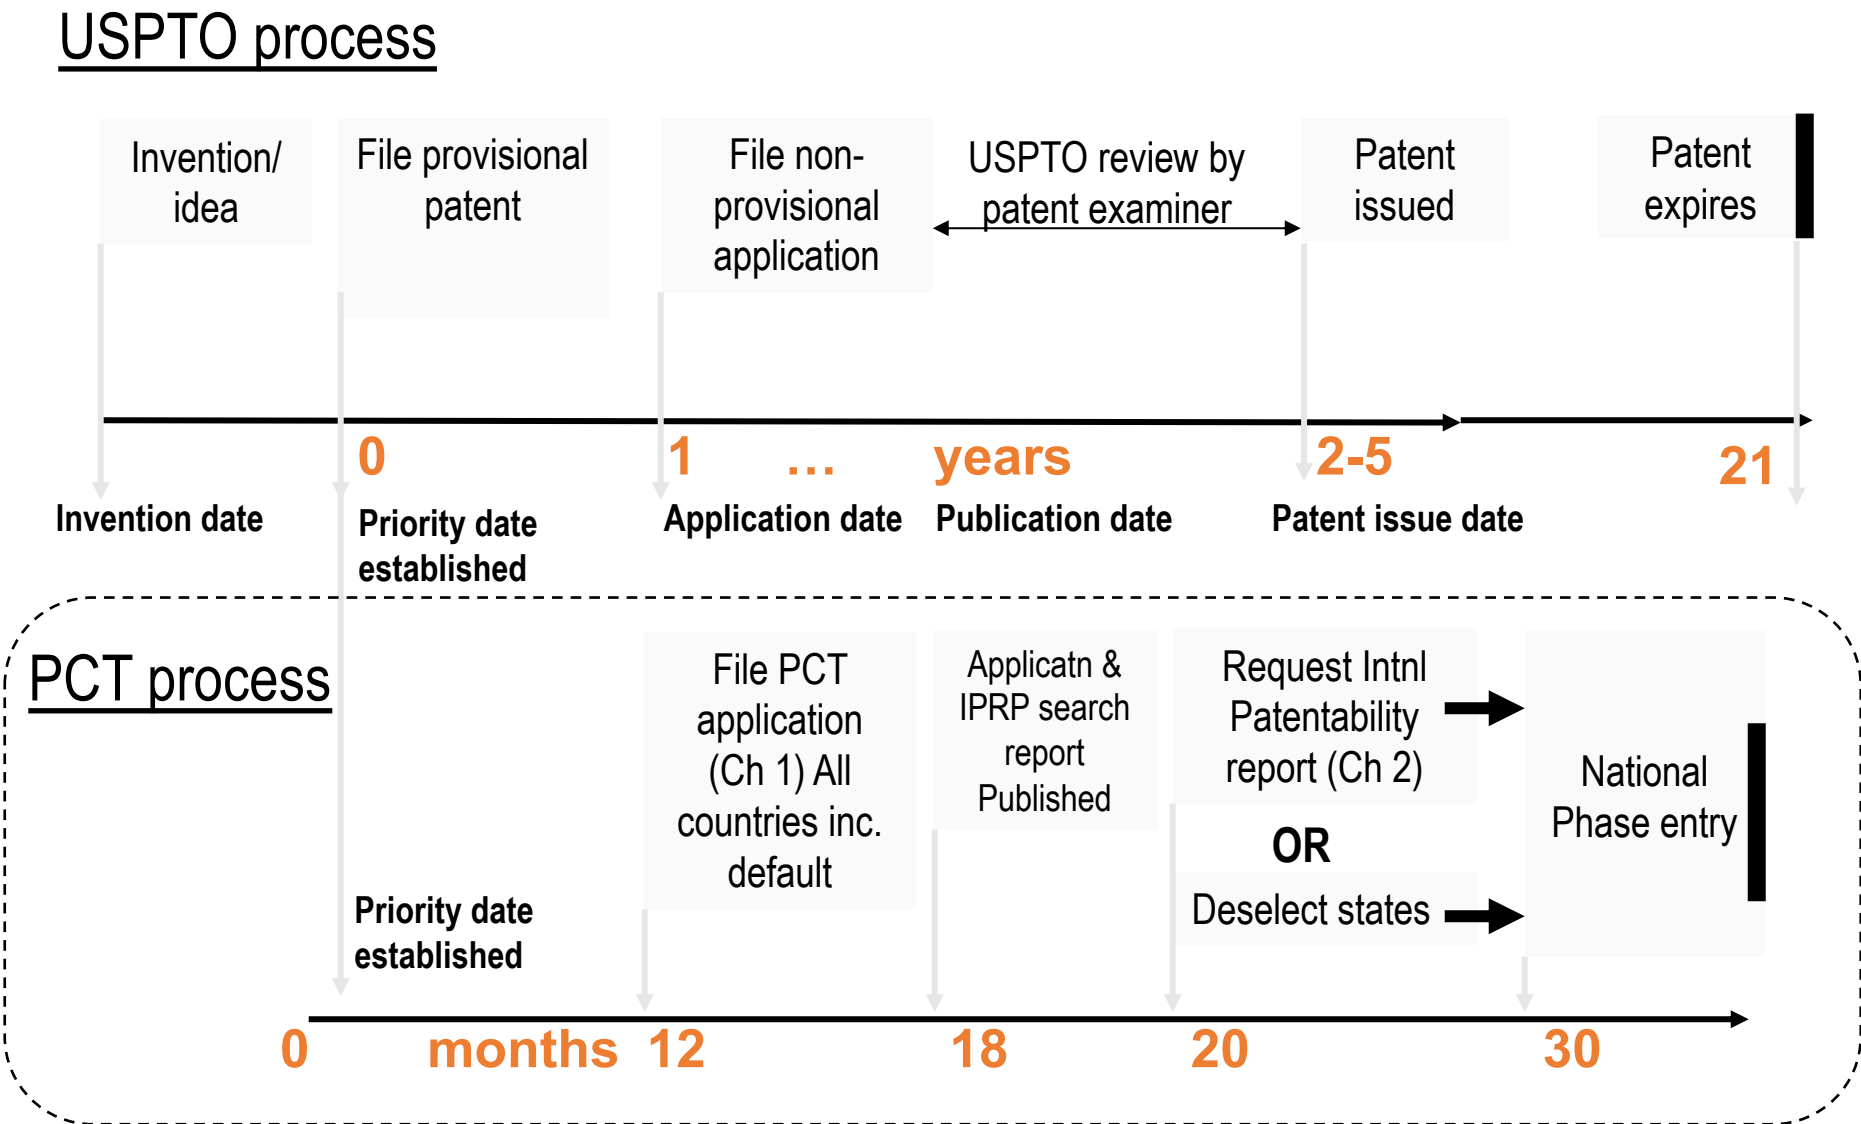 USPTO process
Invention/
idea
File provisional
patent
File non-
provisional
application
USPTO review by
patent examiner
Patent
issued
Patent
expires
0
1
...
years
2-5
21
Invention date
Priority date
established
Application date
Publication date
Patent issue date
PCT process
File PCT
application
(Ch 1) All
countries inc.
default
Applicatn &
IPRP search
report
Published
Request Intnl
Patentability
report (Ch 2)
OR
Deselect states
National
Phase entry
Priority date
established
0
months
12
18
20
30